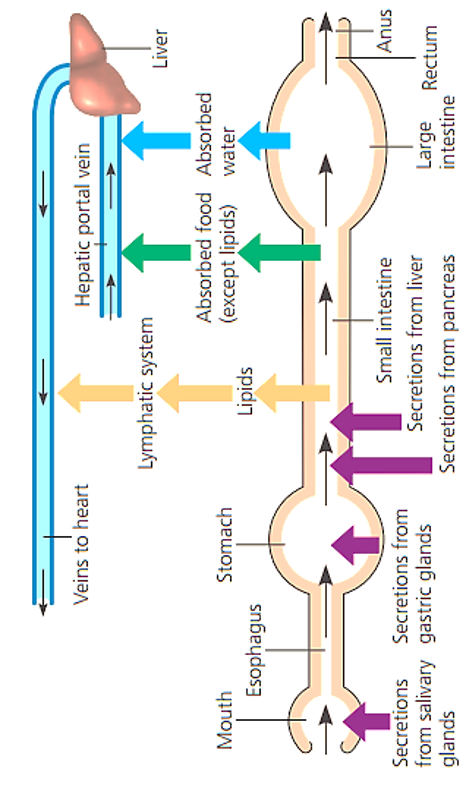 Veins to heart
Liver
Hepatic portal vein
Lymphatic system
Absorbed food
(except lipids)
Absorbed
water
Lipids
Mouth
Esophagus
Stomach
Small intestine
Large
intestine
Rectum
Anus
Secretions
from salivary
glands
Secretions from
gastric glands
Secretions from liver
Secretions from pancreas